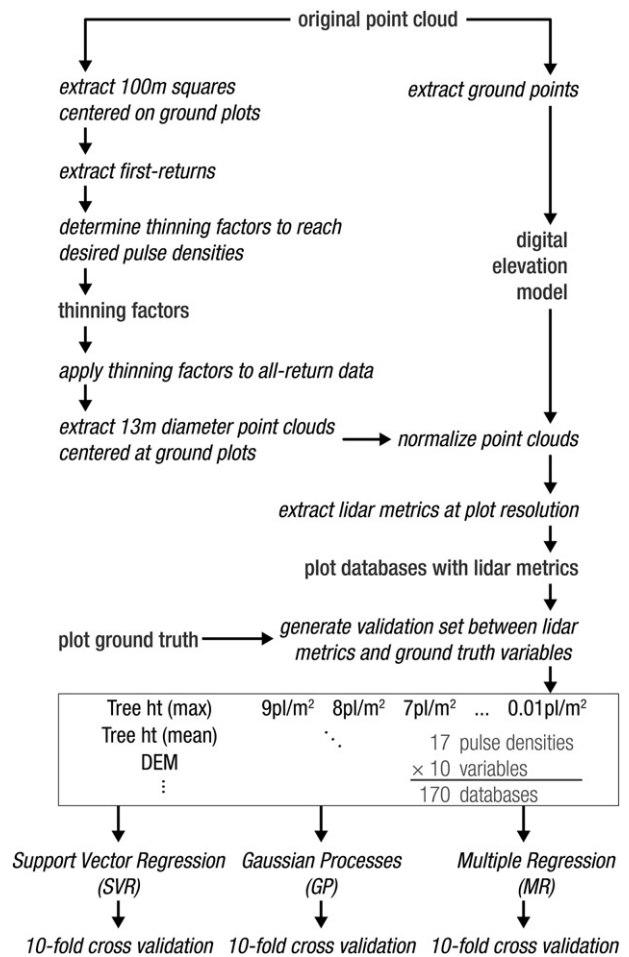 original point cloud
extract 100m squares
centered on ground plots
extract ground points
extract first-returns
determine thinning factors to reach
desired pulse densities
digital
elevation
model
thinning factors
apply thinning factors to all-return data
extract 13m diameter point clouds
centered at ground plots
normalize point clouds
extract lidar metrics at plot resolution
plot databases with lidar metrics
plot ground truth
generate validation set between lidar
metrics and ground truth variables
Tree ht (max) 9pl/m² 8pl/m² 7pl/m² ... 0.01pl/m²
Tree ht (mean) ⋱ 17 pulse densities
DEM × 10 variables
⋮ 170 databases
Support Vector Regression
(SVR)
Gaussian Processes
(GP)
Multiple Regression
(MR)
10-fold cross validation 10-fold cross validation 10-fold cross validation